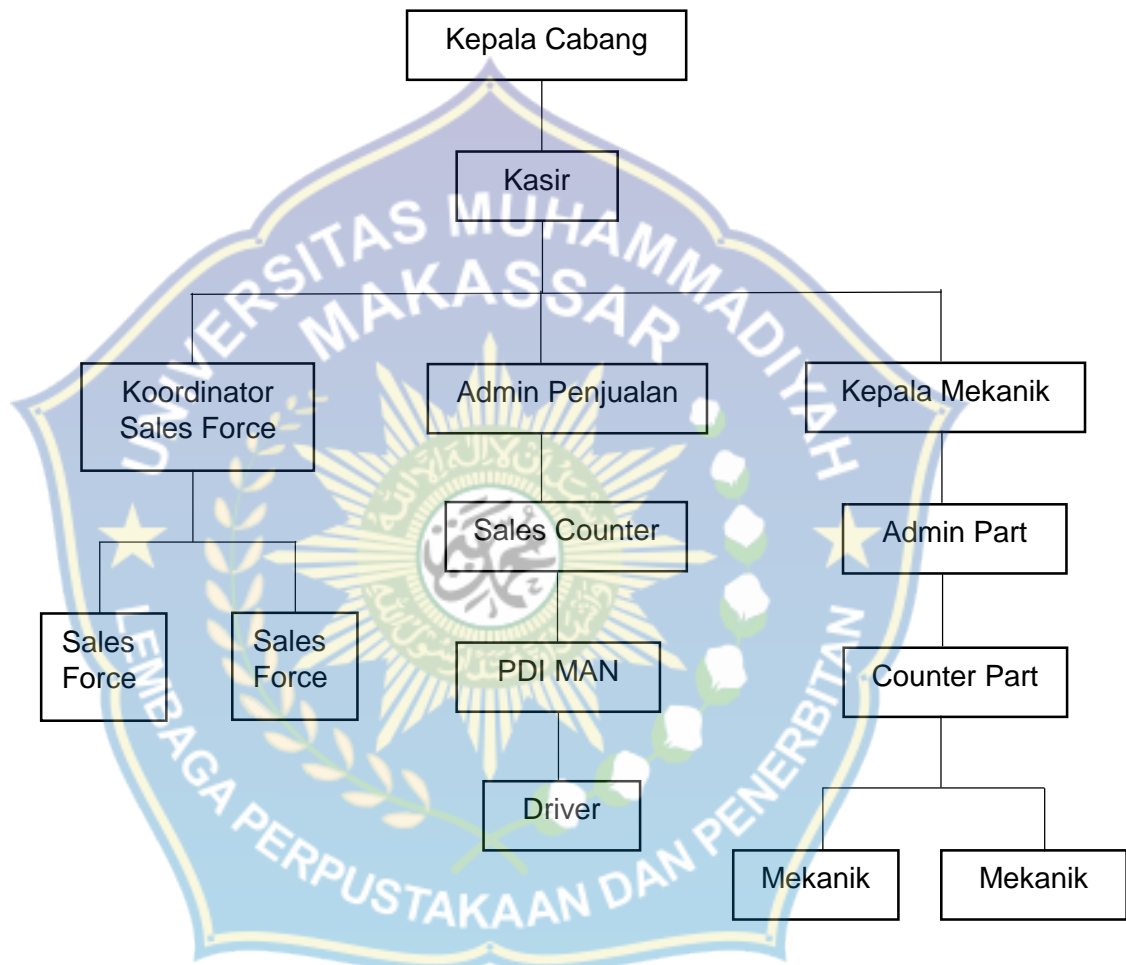 Kepala Cabang
Kasir
UNIVERSITAS MUHAMMADIYAH
MAKASSAR
Koordinator
Sales Force
Admin Penjualan
Kepala Mekanik
Sales Counter
Admin Part
Sales
Force
Sales
Force
PDI MAN
Counter Part
Driver
Mekanik
Mekanik
LEMBAGA PERPUSTAKAAN DAN PENERBITAN